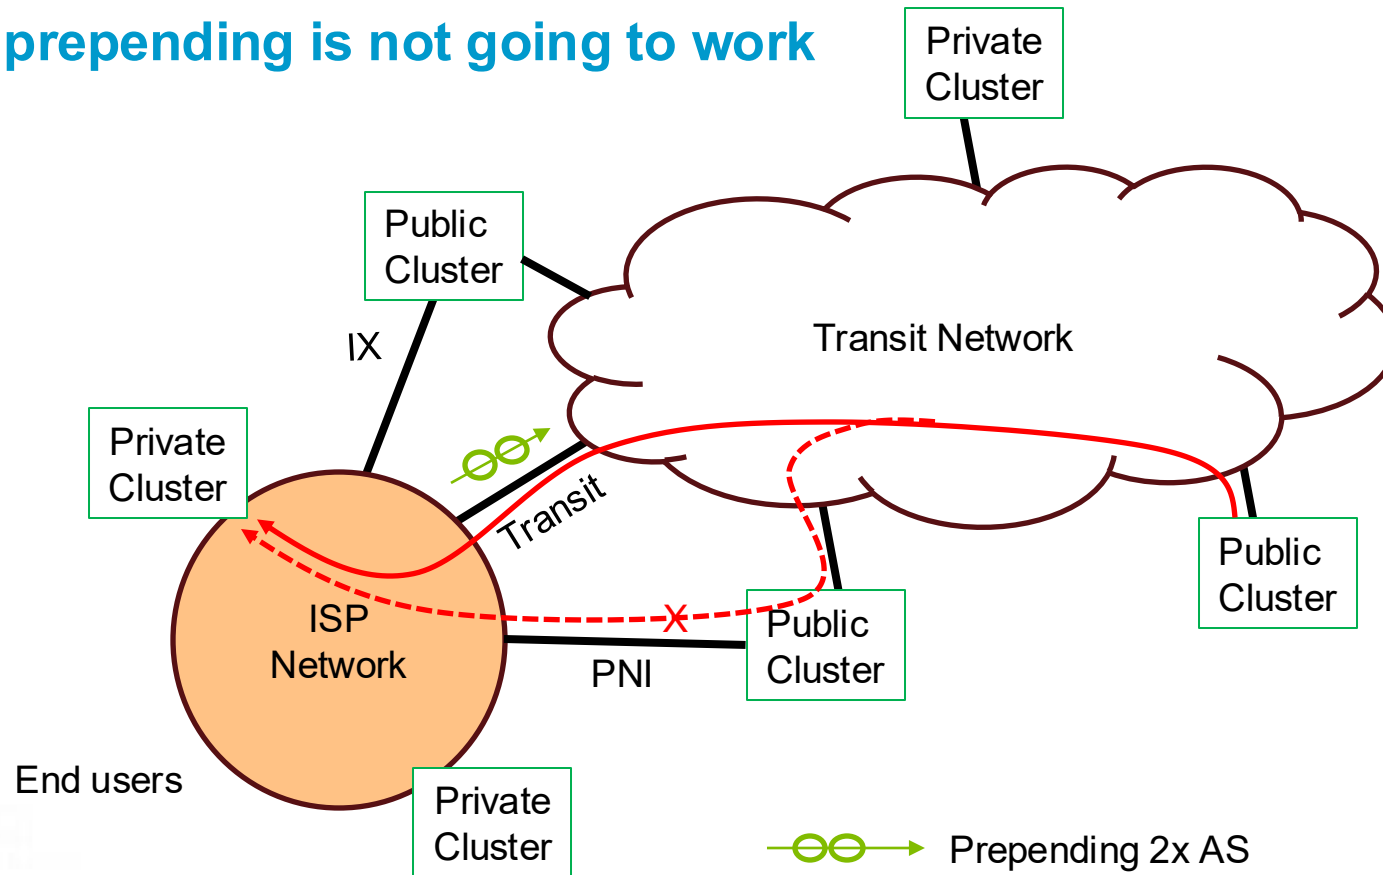 prepending is not going to work
Private
Cluster
Public
Cluster
IX
Transit Network
Private
Cluster
Transit
ISP
Network
X
PNI
Public
Cluster
Public
Cluster
End users
Private
Cluster
Prepending 2x AS